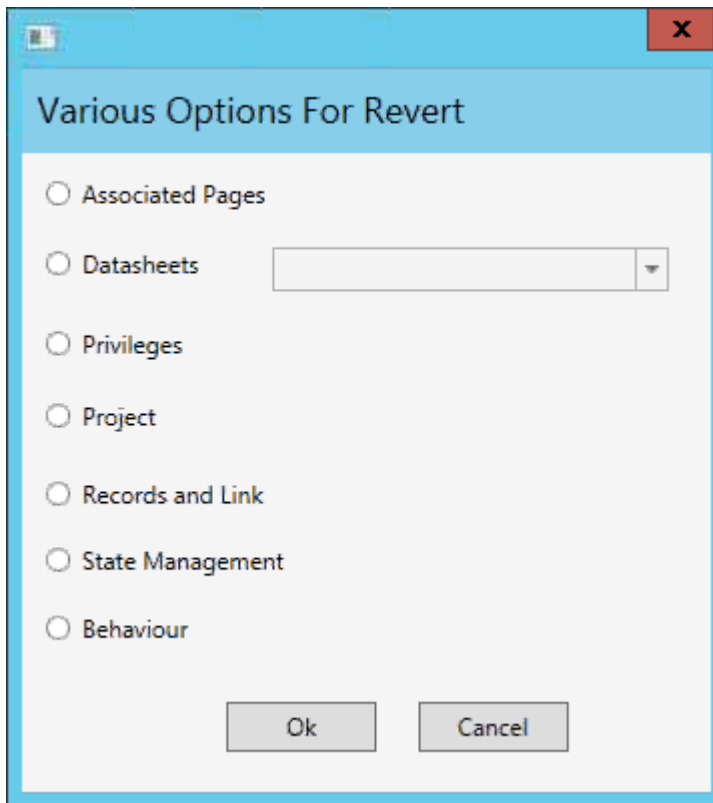 x
Various Options For Revert
Associated Pages
Datasheets
Privileges
Project
Records and Link
State Management
Behaviour
Ok Cancel